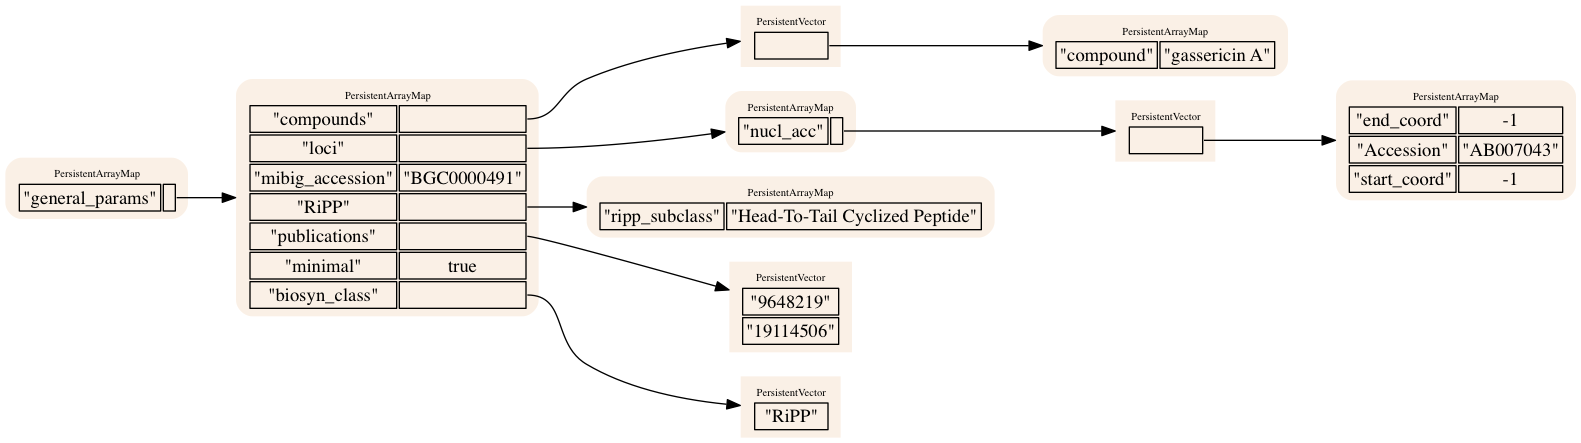 PersistentArrayMap
"general_params"
PersistentArrayMap
"compounds"
"loci"
"mibig_accession" "BGC0000491"
"RiPP"
"publications"
"minimal" true
"biosyn_class"
PersistentVector
PersistentArrayMap
"compound" "gassericin A"
PersistentArrayMap
"nucl_acc"
PersistentVector
PersistentArrayMap
"end_coord" -1
"Accession" "AB007043"
"start_coord" -1
PersistentArrayMap
"ripp_subclass" "Head-To-Tail Cyclized Peptide"
PersistentVector
"9648219"
"19114506"
PersistentVector
"RiPP"